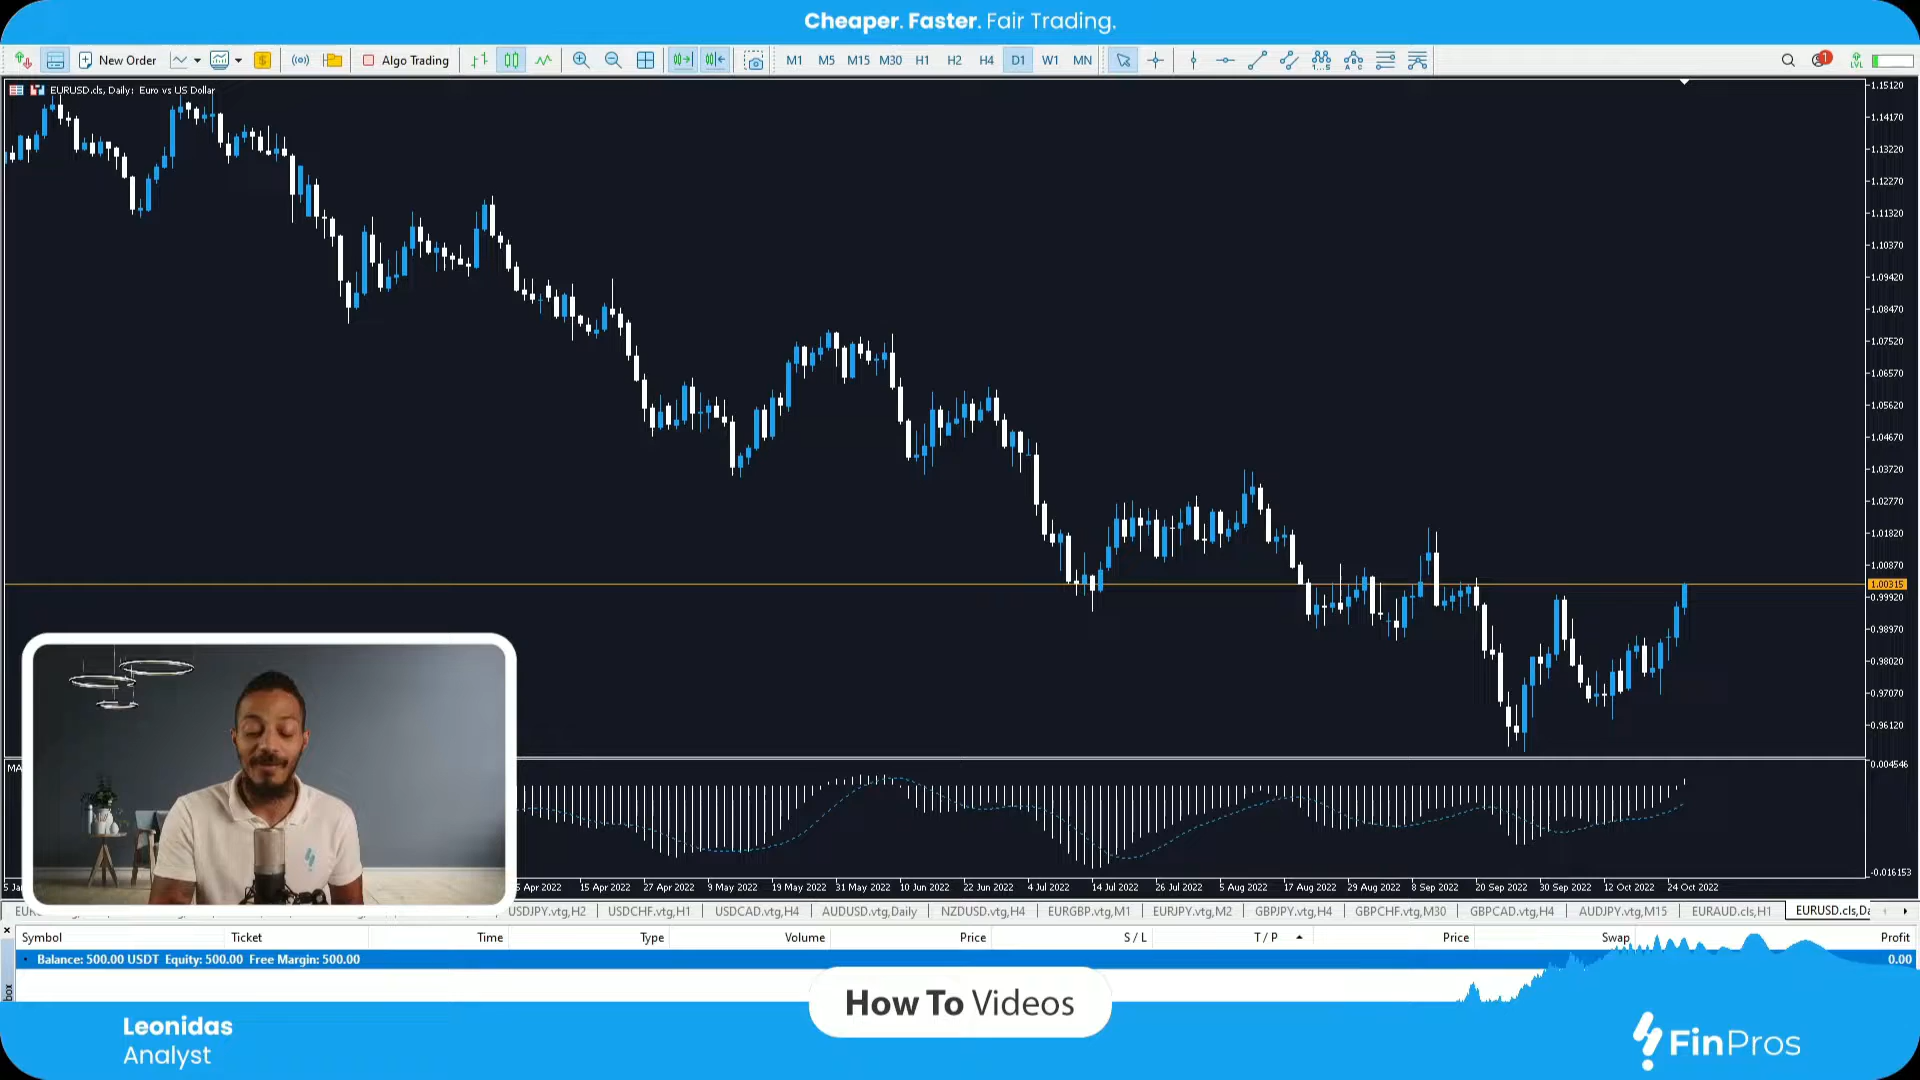 Cheaper. Faster. Fair Trading.
New Order
$
Algo Trading
M1 M5 M15 M30 H1 H2 H4 D1 W1 MN
1
LVL
EURUSD.cls, Daily: Euro vs US Dollar
1.15120
1.14170
1.13220
1.12270
1.11320
1.10370
1.09420
1.08470
1.07520
1.06570
1.05620
1.04670
1.03720
1.02770
1.01820
1.00870
1.00315
0.99920
0.98970
0.98020
0.97070
0.96120
MA
0.004546
-0.016153
5 Apr 2022 15 Apr 2022 27 Apr 2022 9 May 2022 19 May 2022 31 May 2022 10 Jun 2022 22 Jun 2022 4 Jul 2022 14 Jul 2022 26 Jul 2022 5 Aug 2022 17 Aug 2022 29 Aug 2022 8 Sep 2022 20 Sep 2022 30 Sep 2022 12 Oct 2022 24 Oct 2022
USDJPY.vtg,H2 USDCHF.vtg,H1 USDCAD.vtg,H4 AUDUSD.vtg,Daily NZDUSD.vtg,H4 EURGBP.vtg,M1 EURJPY.vtg,M2 GBPJPY.vtg,H4 GBPCHF.vtg,M30 GBPCAD.vtg,H4 AUDJPY.vtg,M15 EURAUD.cls,H1 EURUSD.cls,Da
Symbol Ticket Time Type Volume Price S / L T / P Price Swap Profit
Balance: 500.00 USDT Equity: 500.00 Free Margin: 500.00 0.00
How To Videos
Leonidas
Analyst
FinPros